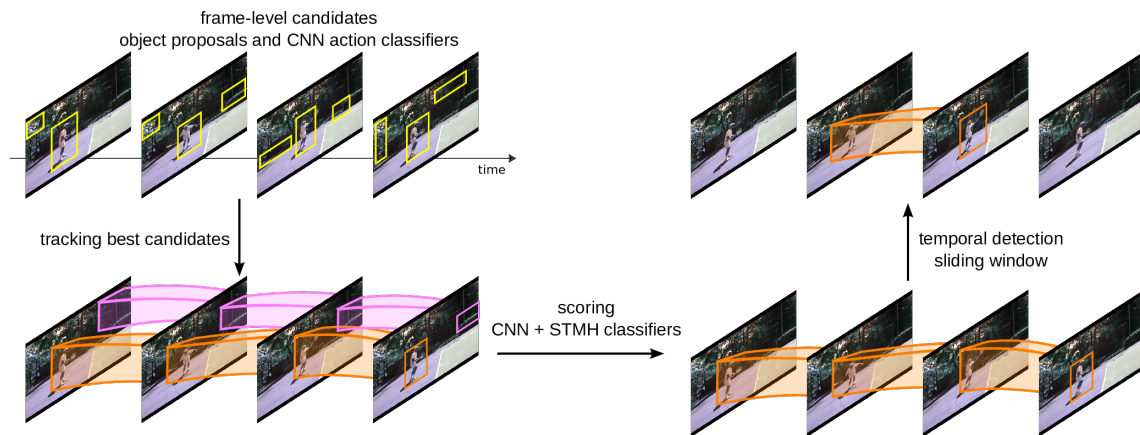 frame-level candidates
object proposals and CNN action classifiers
time
tracking best candidates
scoring
CNN + STMH classifiers
temporal detection
sliding window